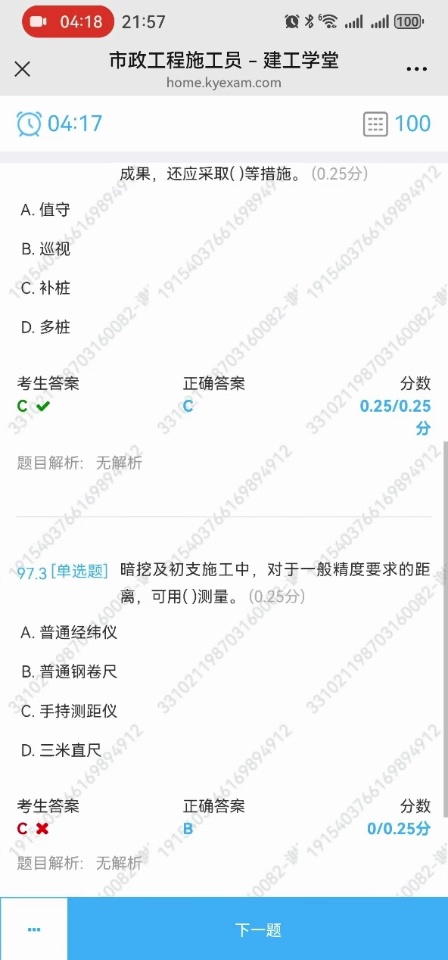 04:18 21:57 100
市政工程施工员 – 建工学堂
home.kyexam.com
04:17 100
成果，还应采取( )等措施。 (0.25分)
A. 值守
B. 巡视
C. 补桩
D. 多桩
考生答案 正确答案 分数
C C 0.25/0.25
分
题目解析: 无解析
97.3 [单选题] 暗挖及初支施工中，对于一般精度要求的距
离，可用( )测量。 (0.25分)
A. 普通经纬仪
B. 普通钢卷尺
C. 手持测距仪
D. 三米直尺
考生答案 正确答案 分数
C B 0/0.25分
题目解析: 无解析
下一题